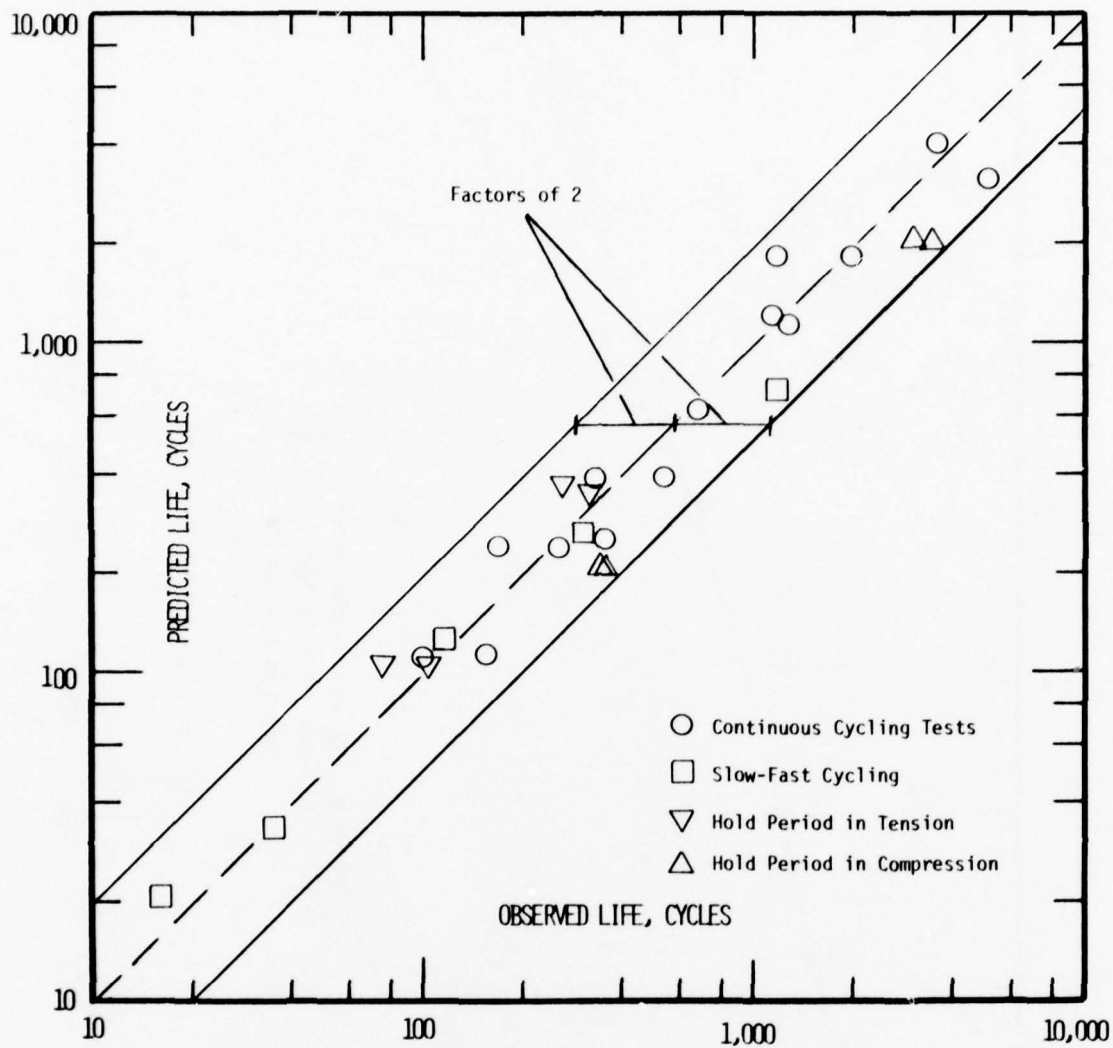 10,000
Factors of 2
1,000
PREDICTED LIFE, CYCLES
100
Continuous Cycling Tests
Slow-Fast Cycling
Hold Period in Tension
Hold Period in Compression
OBSERVED LIFE, CYCLES
10
10
100
1,000
10,000